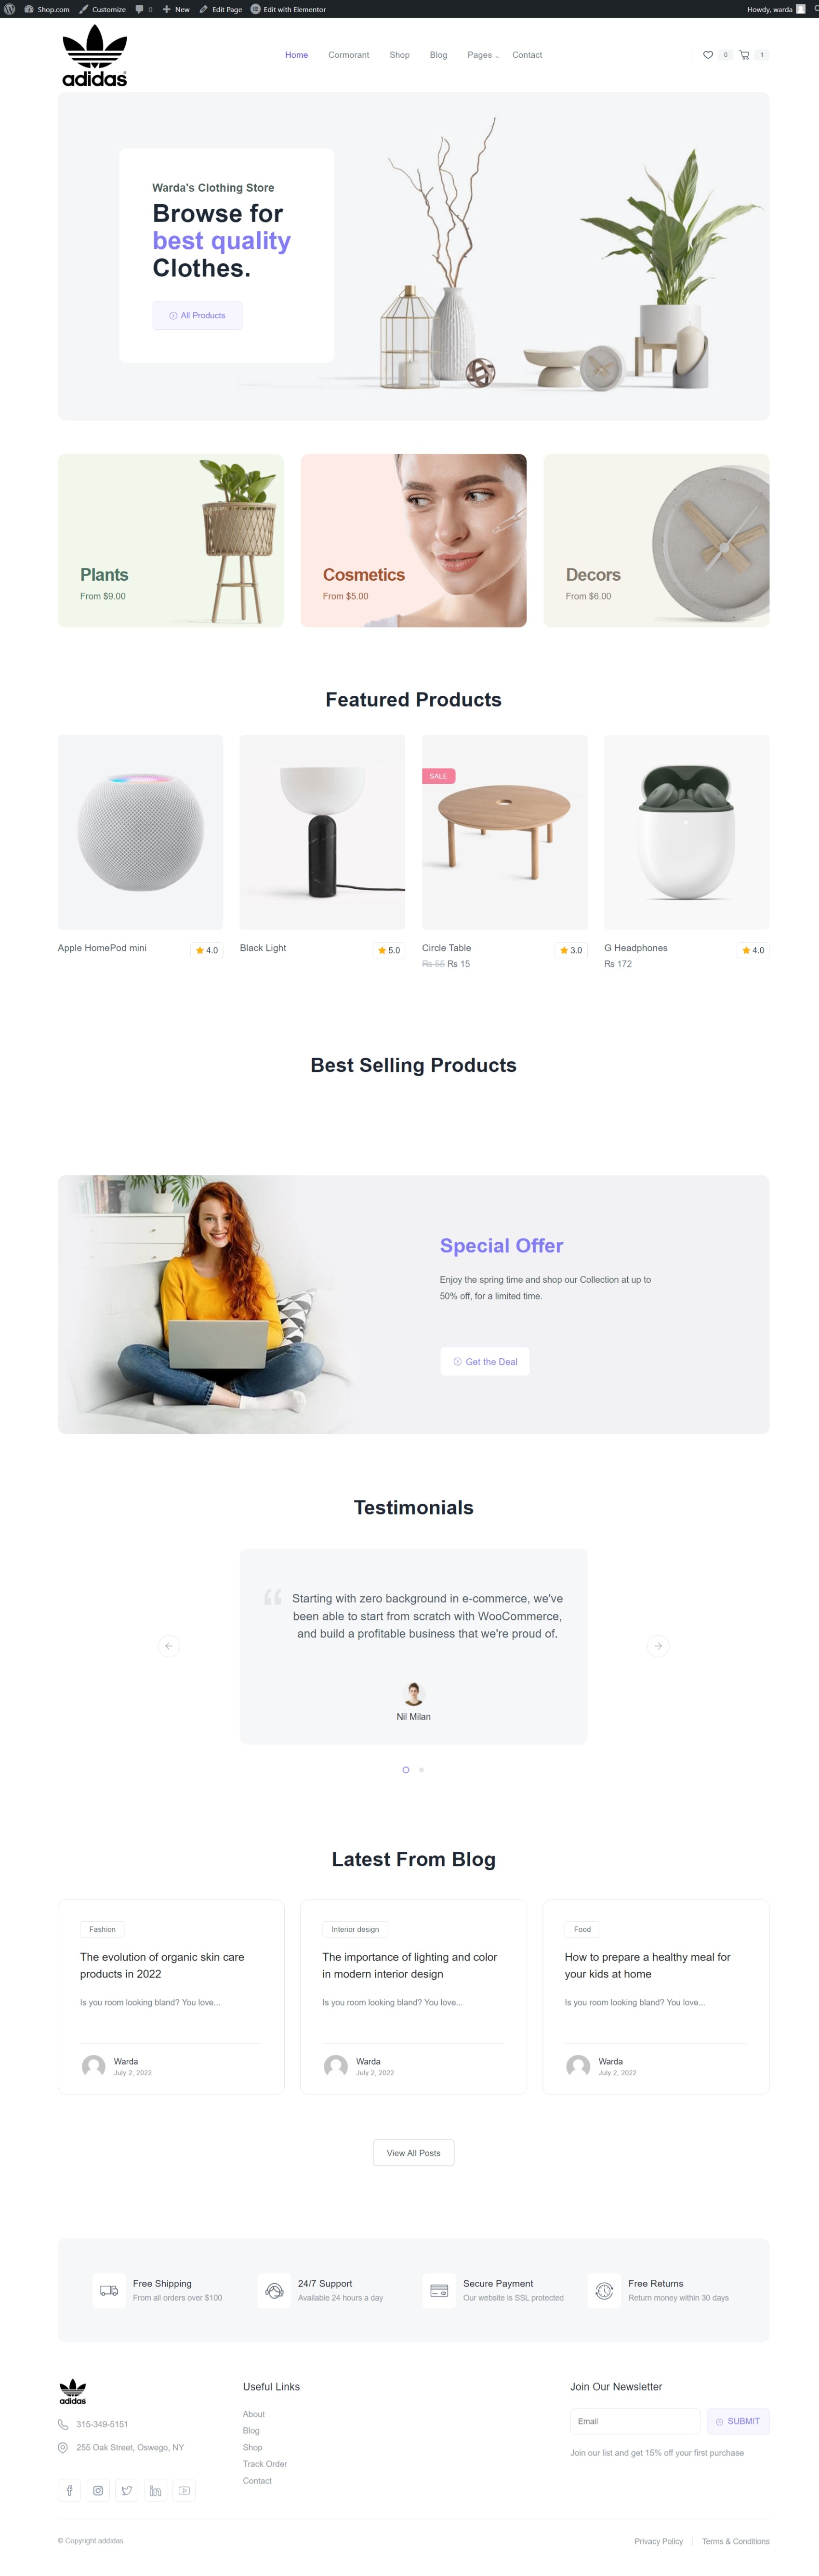 Shop.com Customize 0 New Edit Page Edit with Elementor Howdy, warda
adidas
Home Cormorant Shop Blog Pages Contact 0 1
Warda's Clothing Store
Browse for
best quality
Clothes.
All Products
Plants
From $9.00
Cosmetics
From $5.00
Decors
From $6.00
Featured Products
SALE
Apple HomePod mini 4.0
Black Light 5.0
Circle Table 3.0
Rs 55 Rs 15
G Headphones 4.0
Rs 172
Best Selling Products
Special Offer
Enjoy the spring time and shop our Collection at up to
50% off, for a limited time.
Get the Deal
Testimonials
“ Starting with zero background in e-commerce, we've
been able to start from scratch with WooCommerce,
and build a profitable business that we're proud of.
Nil Milan
Latest From Blog
Fashion
The evolution of organic skin care
products in 2022
Is you room looking bland? You love...
Warda
July 2, 2022
Interior design
The importance of lighting and color
in modern interior design
Is you room looking bland? You love...
Warda
July 2, 2022
Food
How to prepare a healthy meal for
your kids at home
Is you room looking bland? You love...
Warda
July 2, 2022
View All Posts
Free Shipping
From all orders over $100
24/7 Support
Available 24 hours a day
Secure Payment
Our website is SSL protected
Free Returns
Return money within 30 days
adidas
315-349-5151
255 Oak Street, Oswego, NY
Useful Links
About
Blog
Shop
Track Order
Contact
Join Our Newsletter
Email SUBMIT
Join our list and get 15% off your first purchase
© Copyright addidas
Privacy Policy | Terms & Conditions